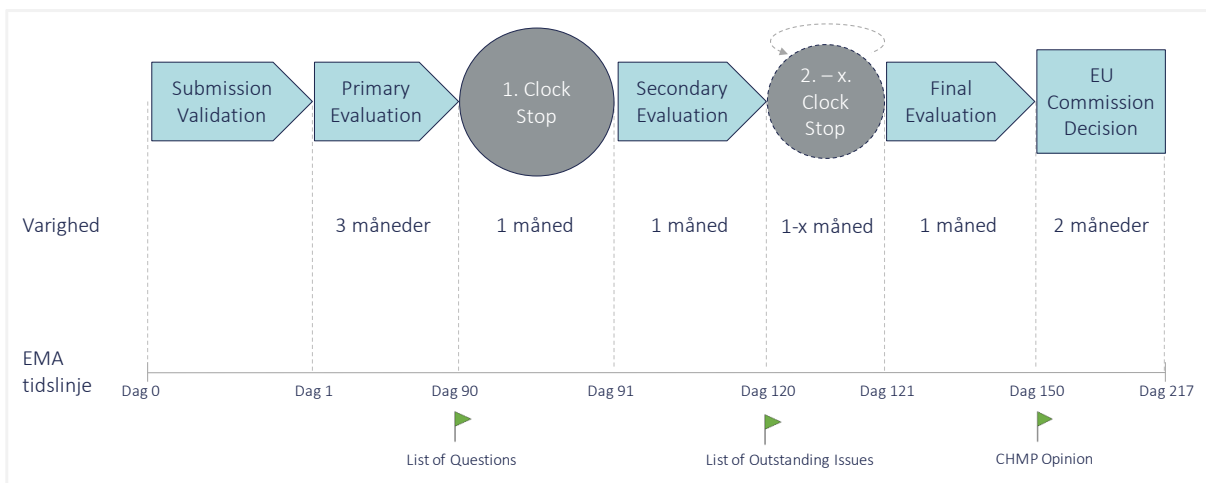 Submission
Validation
Primary
Evaluation
1. Clock
Stop
Secondary
Evaluation
2. – x.
Clock
Stop
Final
Evaluation
EU
Commission
Decision
Varighed
3 måneder
1 måned
1 måned
1-x måned
1 måned
2 måneder
EMA
tidslinje
Dag 0
Dag 1
Dag 90
Dag 91
Dag 120
Dag 121
Dag 150
Dag 217
List of Questions
List of Outstanding Issues
CHMP Opinion